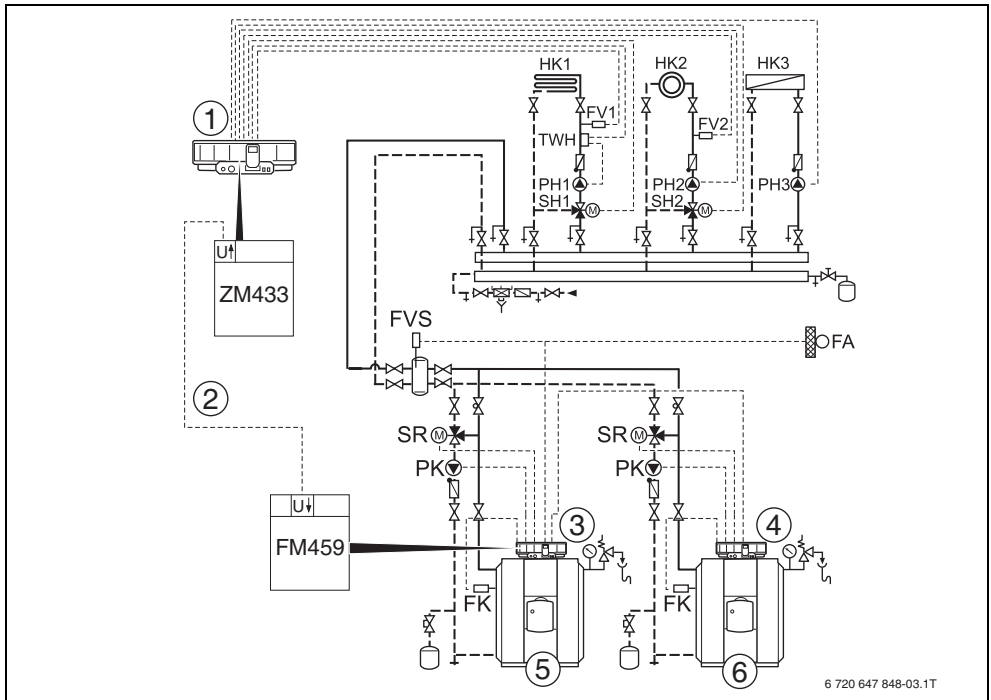 HK1
HK2
HK3
1
FV1
FV2
TWH
PH1
PH2
PH3
SH1
M
SH2
M
U
ZM433
FVS
FA
2
SR M
SR M
PK
PK
U
FM459
3
4
FK
FK
5
6
6 720 647 848-03.1T